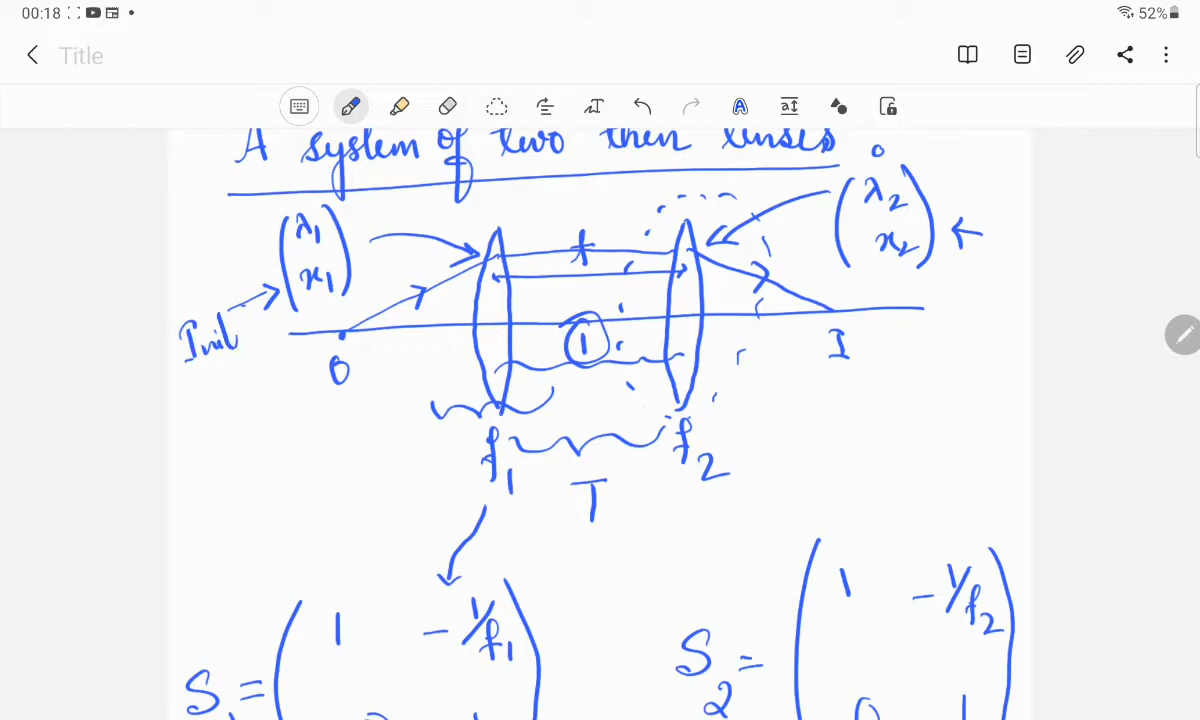 00:18 52%
Title
A system of two then lenses
(λ1 x1)
(λ2 x2)
Init
t
1
O
I
f1
f2
T
S1 = ( 1 -1/f1
S2 = ( 1 -1/f2
0 1